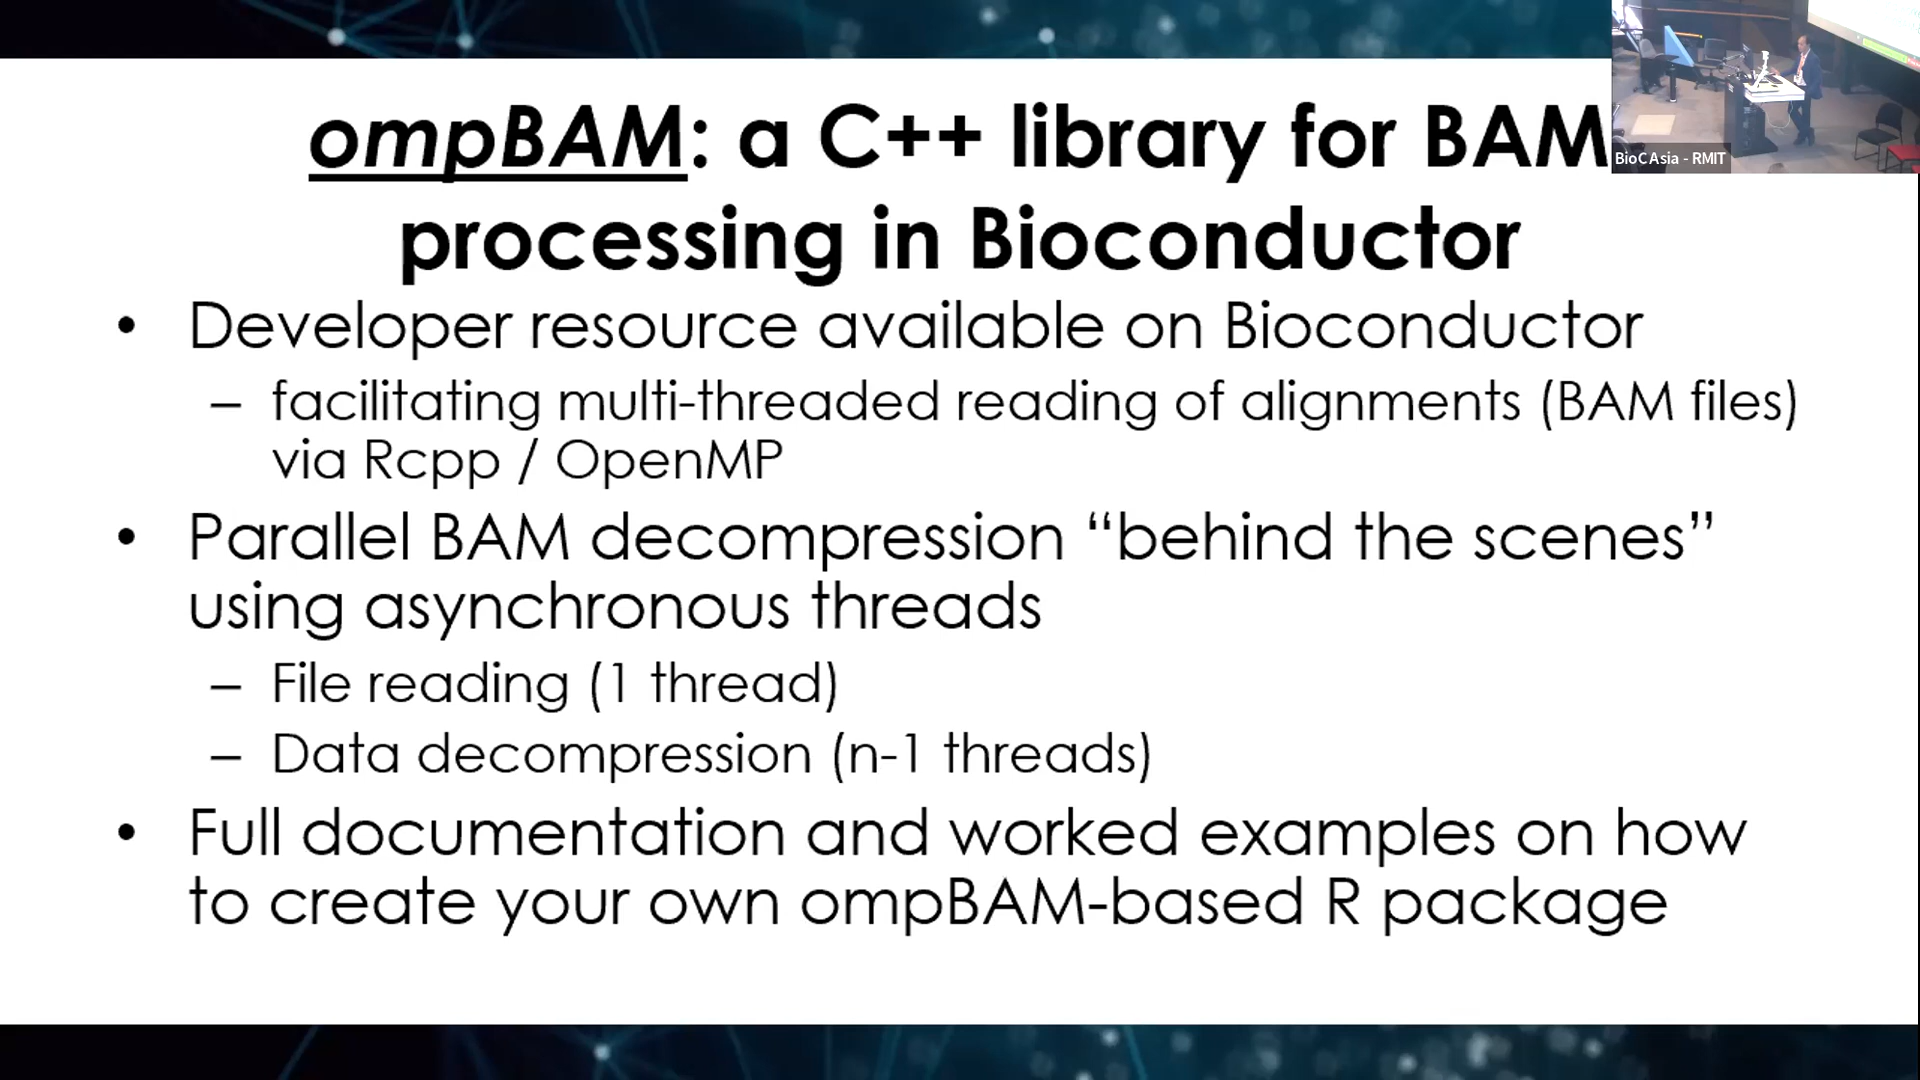 ompBAM: a C++ library for BAM
processing in Bioconductor
BioCAsia - RMIT
• Developer resource available on Bioconductor
– facilitating multi-threaded reading of alignments (BAM files)
via Rcpp / OpenMP
• Parallel BAM decompression “behind the scenes”
using asynchronous threads
– File reading (1 thread)
– Data decompression (n-1 threads)
• Full documentation and worked examples on how
to create your own ompBAM-based R package